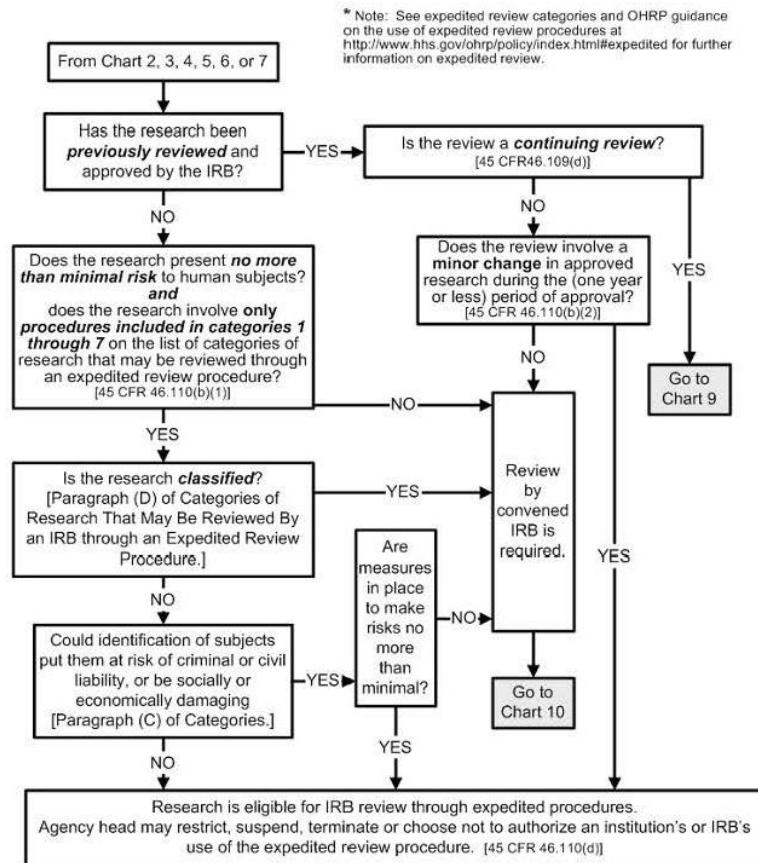 * Note: See expedited review categories and OHRP guidance
on the use of expedited review procedures at
http://www.hhs.gov/ohrp/policy/index.html#expedited for further
information on expedited review.
From Chart 2, 3, 4, 5, 6, or 7
Has the research been
previously reviewed and
approved by the IRB?
YES
Is the review a continuing review?
[45 CFR46.109(d)]
NO
NO
YES
Does the research present no more
than minimal risk to human subjects?
and
does the research involve only
procedures included in categories 1
through 7 on the list of categories of
research that may be reviewed through
an expedited review procedure?
[45 CFR 46.110(b)(1)]
Does the review involve a
minor change in approved
research during the (one year
or less) period of approval?
[45 CFR 46.110(b)(2)]
NO
Go to
Chart 9
NO
YES
Is the research classified?
[Paragraph (D) of Categories of
Research That May Be Reviewed By
an IRB through an Expedited Review
Procedure.]
YES
Review
by
convened
IRB is
required.
YES
NO
Are
measures
in place
to make
risks no
more
than
minimal?
NO
Could identification of subjects
put them at risk of criminal or civil
liability, or be socially or
economically damaging
[Paragraph (C) of Categories.]
YES
Go to
Chart 10
NO
YES
Research is eligible for IRB review through expedited procedures.
Agency head may restrict, suspend, terminate or choose not to authorize an institution's or IRB's
use of the expedited review procedure. [45 CFR 46.110(d)]